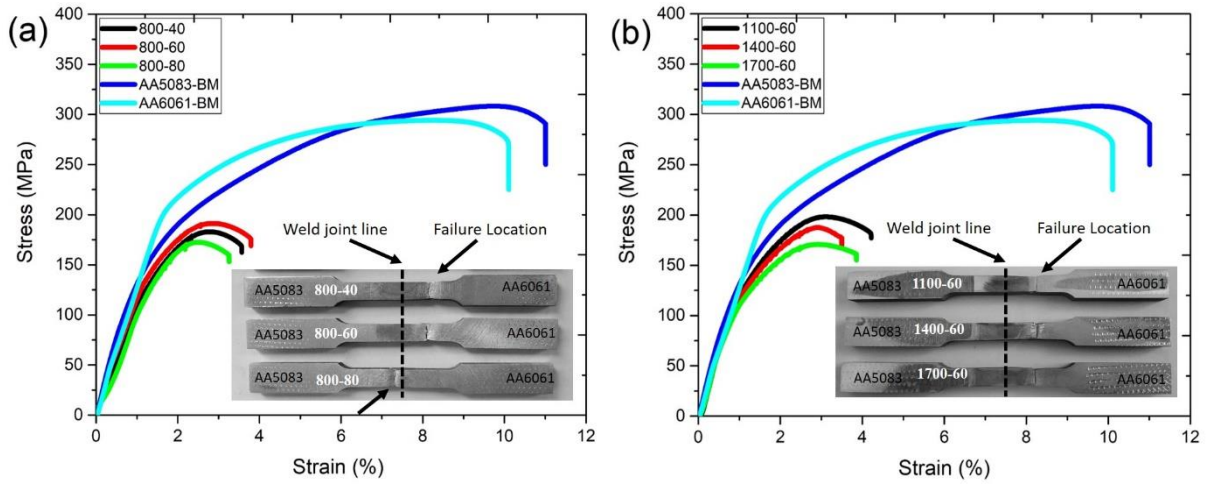 (a)
800-40
800-60
800-80
AA5083-BM
AA6061-BM
Stress (MPa)
400
350
300
250
200
150
100
50
0
Weld joint line
Failure Location
AA5083 800-40 AA6061
AA5083 800-60 AA6061
AA5083 800-80 AA6061
0 2 4 6 8 10 12
Strain (%)
(b)
1100-60
1400-60
1700-60
AA5083-BM
AA6061-BM
Stress (MPa)
400
350
300
250
200
150
100
50
0
Weld joint line
Failure Location
AA5083 1100-60 AA6061
AA5083 1400-60 AA6061
AA5083 1700-60 AA6061
0 2 4 6 8 10 12
Strain (%)